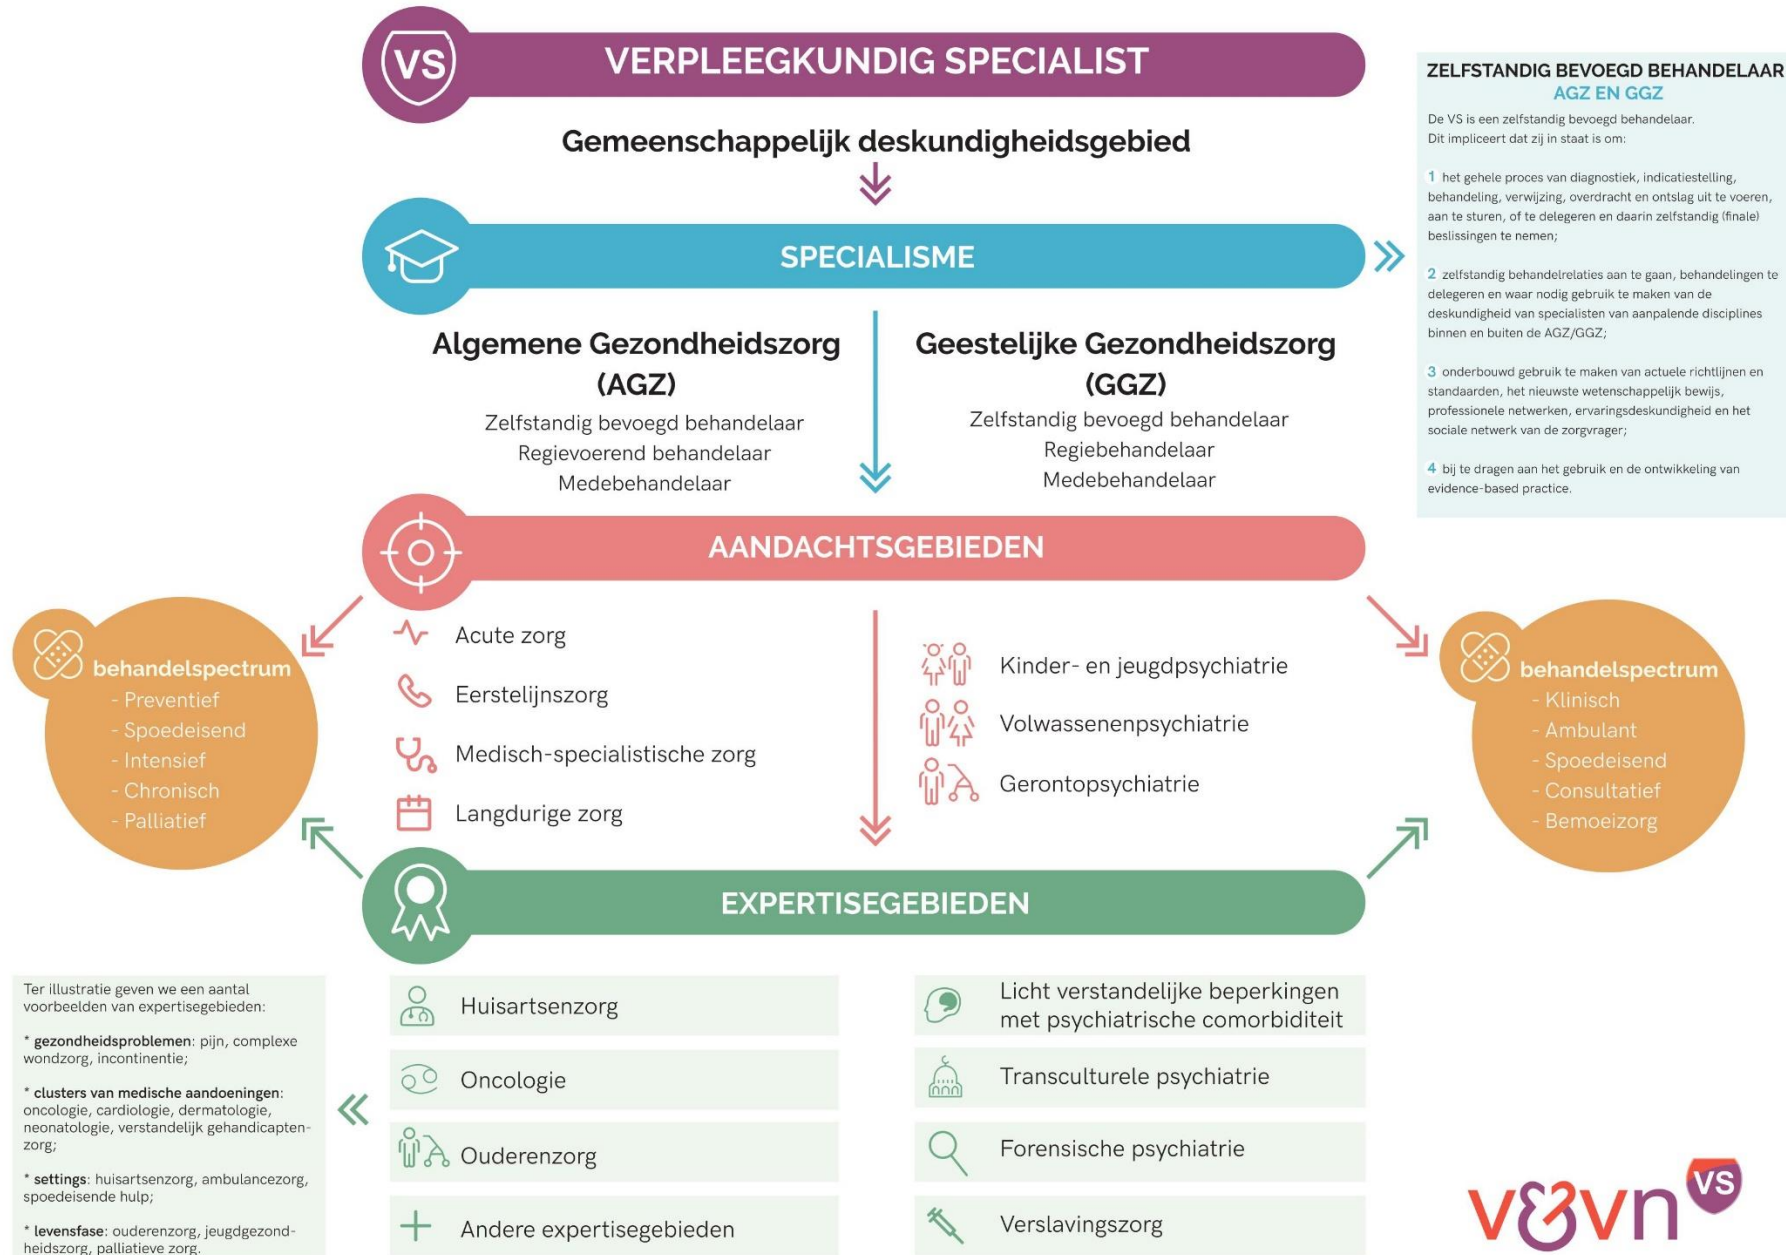 VS
VERPLEEGKUNDIG SPECIALIST
Gemeenschappelijk deskundigheidsgebied
SPECIALISME
ZELFSTANDIG BEVOEGD BEHANDELAAR
AGZ EN GGZ
De VS is een zelfstandig bevoegd behandelaar.
Dit impliceert dat zij in staat is om:
1 het gehele proces van diagnostiek, indicatiestelling,
behandeling, verwijzing, overdracht en ontslag uit te voeren,
aan te sturen, of te delegeren en daarin zelfstandig (finale)
beslissingen te nemen;
2 zelfstandig behandelrelaties aan te gaan, behandelingen te
delegeren en waar nodig gebruik te maken van de
deskundigheid van specialisten van aanpalende disciplines
binnen en buiten de AGZ/GGZ;
3 onderbouwd gebruik te maken van actuele richtlijnen en
standaarden, het nieuwste wetenschappelijk bewijs,
professionele netwerken, ervaringsdeskundigheid en het
sociale netwerk van de zorgvrager;
4 bij te dragen aan het gebruik en de ontwikkeling van
evidence-based practice.
Algemene Gezondheidszorg
(AGZ)
Zelfstandig bevoegd behandelaar
Regievoerend behandelaar
Medebehandelaar
Geestelijke Gezondheidszorg
(GGZ)
Zelfstandig bevoegd behandelaar
Regiebehandelaar
Medebehandelaar
AANDACHTSGEBIEDEN
behandelspectrum
- Preventief
- Spoedeisend
- Intensief
- Chronisch
- Palliatief
Acute zorg
Eerstelijnszorg
Medisch-specialistische zorg
Langdurige zorg
Kinder- en jeugdpsychiatrie
Volwassenenpsychiatrie
Gerontopsychiatrie
behandelspectrum
- Klinisch
- Ambulant
- Spoedeisend
- Consultatief
- Bemoeizorg
EXPERTISEGEBIEDEN
Ter illustratie geven we een aantal
voorbeelden van expertisegebieden:
* gezondheidsproblemen: pijn, complexe
wondzorg, incontinentie;
* clusters van medische aandoeningen:
oncologie, cardiologie, dermatologie,
neonatologie, verstandelijk gehandicapten-
zorg;
* settings: huisartsenzorg, ambulancezorg,
spoedeisende hulp;
* levensfase: ouderenzorg, jeugdgezond-
heidszorg, palliatieve zorg.
Huisartsenzorg
Oncologie
Ouderenzorg
Andere expertisegebieden
Licht verstandelijke beperkingen
met psychiatrische comorbiditeit
Transculturele psychiatrie
Forensische psychiatrie
Verslavingszorg
v&vn VS